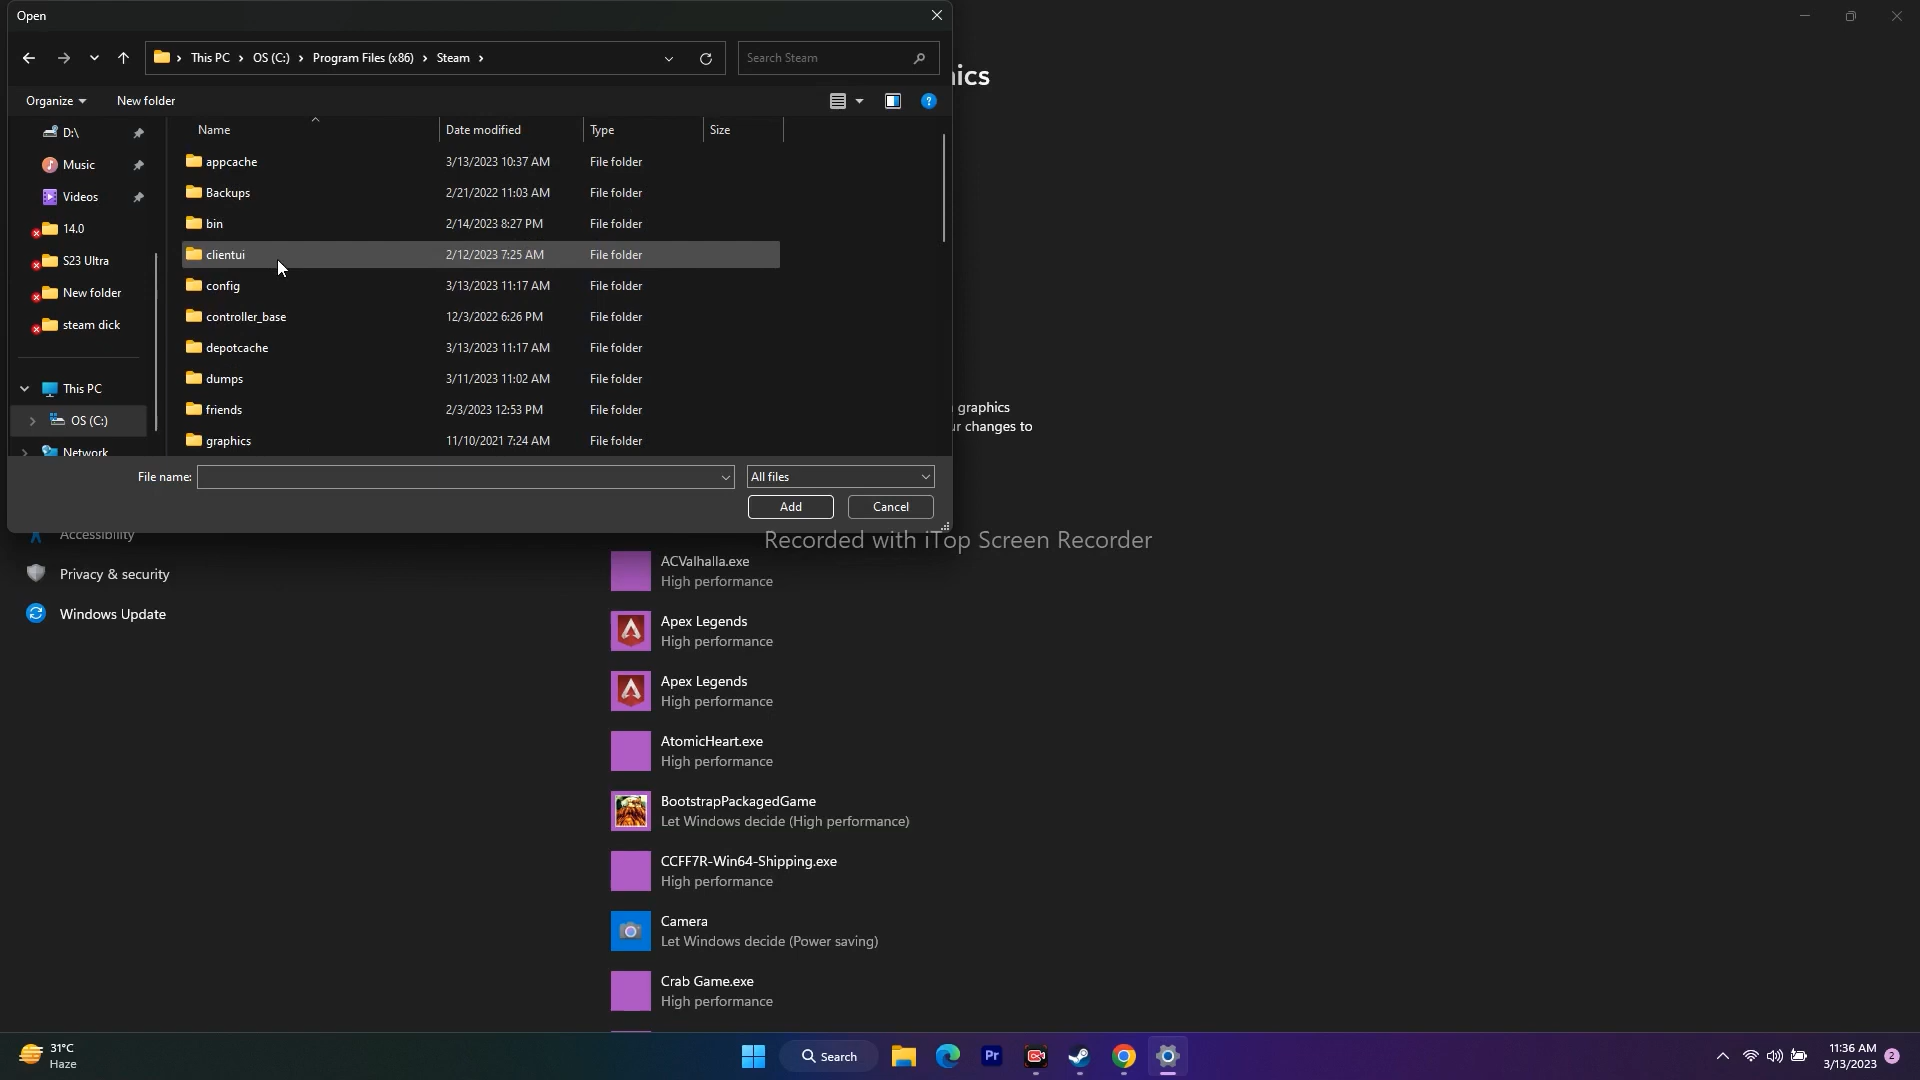 Open
This PC > OS (C:) > Program Files (x86) > Steam >
Search Steam
Organize
New folder
D:\
Music
Videos
14.0
S23 Ultra
New folder
steam dick
This PC
OS (C:)
Network
Name Date modified Type Size
appcache 3/13/2023 10:37 AM File folder
Backups 2/21/2022 11:03 AM File folder
bin 2/14/2023 8:27 PM File folder
clientui 2/12/2023 7:25 AM File folder
config 3/13/2023 11:17 AM File folder
controller_base 12/3/2022 6:26 PM File folder
depotcache 3/13/2023 11:17 AM File folder
dumps 3/11/2023 11:02 AM File folder
friends 2/3/2023 12:53 PM File folder
graphics 11/10/2021 7:24 AM File folder
File name:
All files
Add
Cancel
ics
graphics
ur changes to
Recorded with iTop Screen Recorder
Accessibility
Privacy & security
Windows Update
ACValhalla.exe
High performance
Apex Legends
High performance
Apex Legends
High performance
AtomicHeart.exe
High performance
BootstrapPackagedGame
Let Windows decide (High performance)
CCFF7R-Win64-Shipping.exe
High performance
Camera
Let Windows decide (Power saving)
Crab Game.exe
High performance
31°C
Haze
Search
Pr
11:36 AM
3/13/2023
2